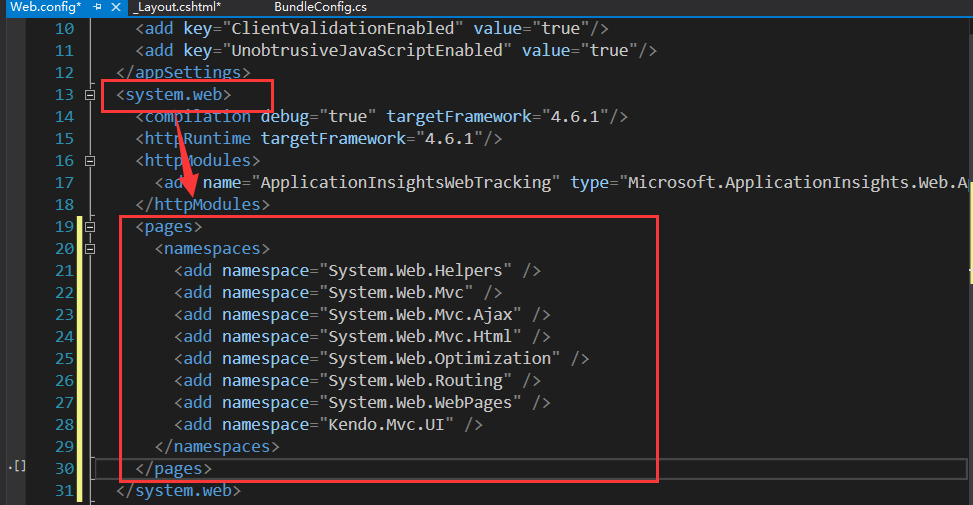 Web.config* _Layout.cshtml* BundleConfig.cs
10 <add key="ClientValidationEnabled" value="true"/>
11 <add key="UnobtrusiveJavaScriptEnabled" value="true"/>
12 </appSettings>
13 <system.web>
14 <compilation debug="true" targetFramework="4.6.1"/>
15 <httpRuntime targetFramework="4.6.1"/>
16 <httpModules>
17 <add name="ApplicationInsightsWebTracking" type="Microsoft.ApplicationInsights.Web.Ap
18 </httpModules>
19 <pages>
20 <namespaces>
21 <add namespace="System.Web.Helpers" />
22 <add namespace="System.Web.Mvc" />
23 <add namespace="System.Web.Mvc.Ajax" />
24 <add namespace="System.Web.Mvc.Html" />
25 <add namespace="System.Web.Optimization" />
26 <add namespace="System.Web.Routing" />
27 <add namespace="System.Web.WebPages" />
28 <add namespace="Kendo.Mvc.UI" />
29 </namespaces>
30 </pages>
31 </system.web>